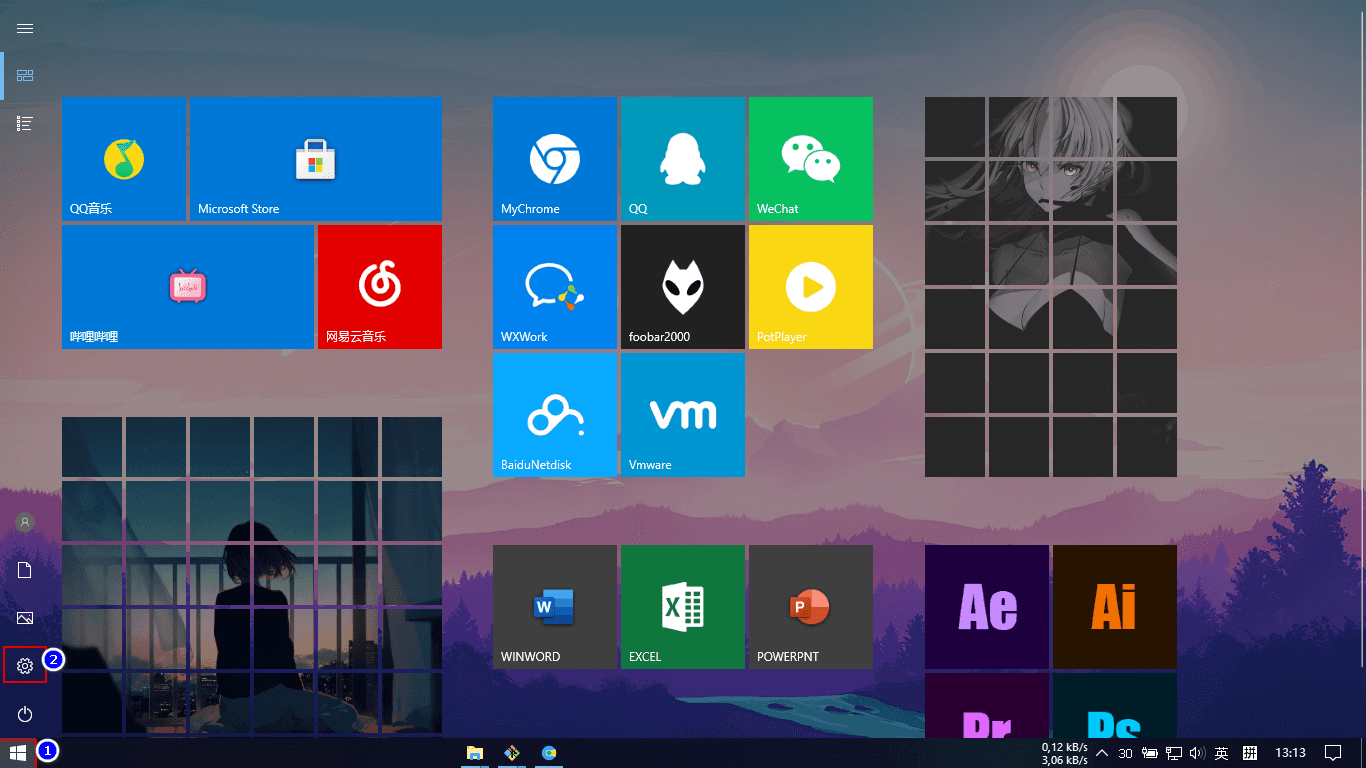 QQ音乐
Microsoft Store
哔哩哔哩
网易云音乐
MyChrome
QQ
WeChat
WXWork
foobar2000
PotPlayer
BaiduNetdisk
vm
Vmware
W
WINWORD
X
EXCEL
P
POWERPNT
Ae
Ai
Pr
Ps
2
1
0,12 kB/s
3,06 kB/s
30
英
拼
13:13